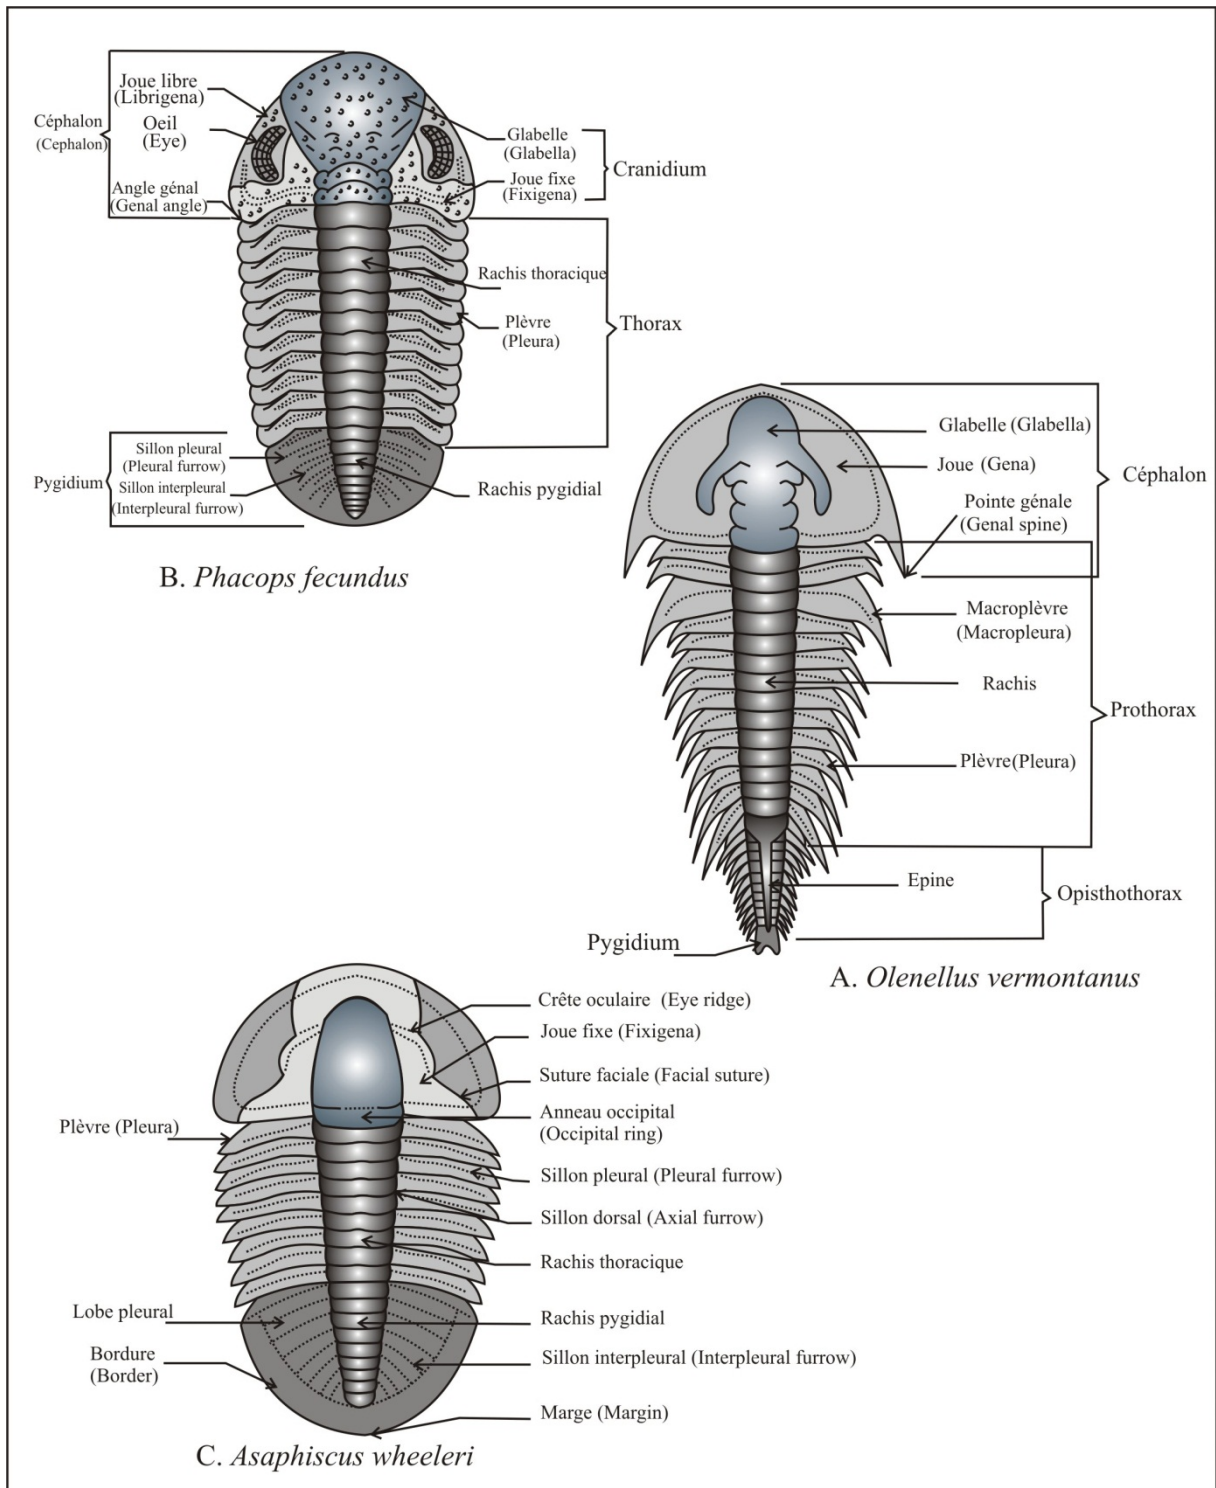 Joue libre
(Librigena)
Céphalon
(Cephalon)
Oeil
(Eye)
Angle génal
(Genal angle)
Glabelle
(Glabella)
Joue fixe
(Fixigena)
Cranidium
Rachis thoracique
Plèvre
(Pleura)
Thorax
Sillon pleural
(Pleural furrow)
Pygidium
Sillon interpleural
(Interpleural furrow)
Rachis pygidial
B. Phacops fecundus
Glabelle (Glabella)
Joue (Gena)
Céphalon
Pointe génale
(Genal spine)
Macroplèvre
(Macropleura)
Rachis
Prothorax
Plèvre(Pleura)
Epine
Opisthothorax
Pygidium
A. Olenellus vermontanus
Crête oculaire (Eye ridge)
Joue fixe (Fixigena)
Suture faciale (Facial suture)
Anneau occipital
(Occipital ring)
Plèvre (Pleura)
Sillon pleural (Pleural furrow)
Sillon dorsal (Axial furrow)
Rachis thoracique
Lobe pleural
Rachis pygidial
Bordure
(Border)
Sillon interpleural (Interpleural furrow)
Marge (Margin)
C. Asaphiscus wheeleri